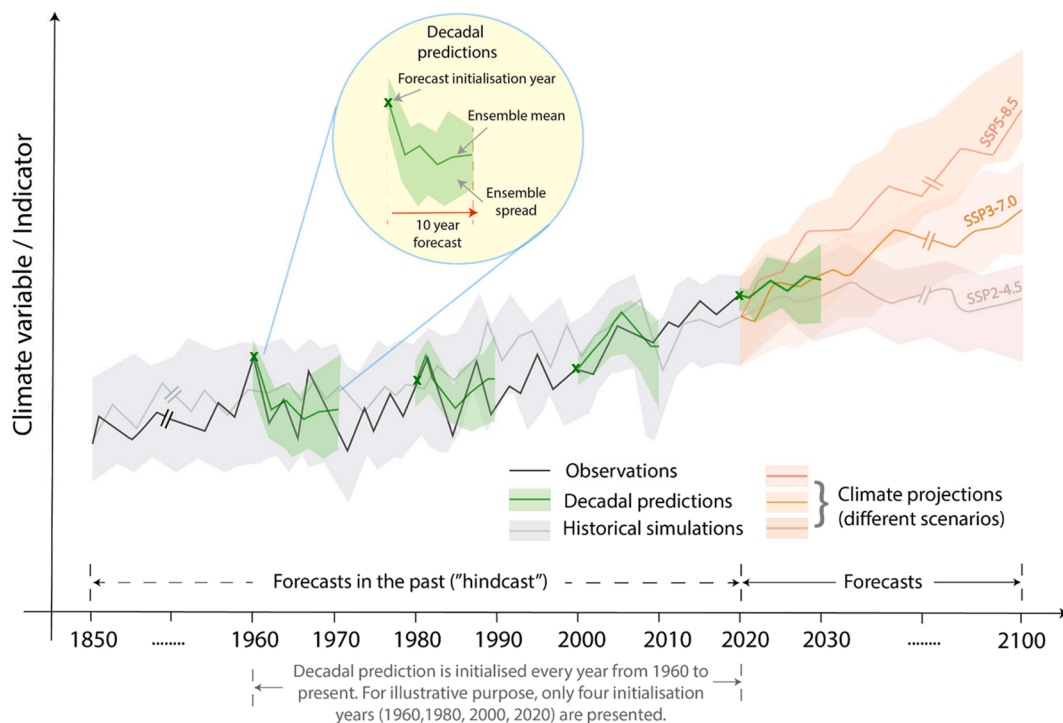 Climate variable / Indicator
Decadal
predictions
Forecast initialisation year
Ensemble mean
Ensemble
spread
10 year
forecast
SSP5-8.5
SSP3-7.0
SSP2-4.5
Observations
Decadal predictions
Historical simulations
Climate projections
(different scenarios)
Forecasts in the past ("hindcast")
Forecasts
1850 ........ 1960 1970 1980 1990 2000 2010 2020 2030 ........ 2100
Decadal prediction is initialised every year from 1960 to
present. For illustrative purpose, only four initialisation
years (1960,1980, 2000, 2020) are presented.